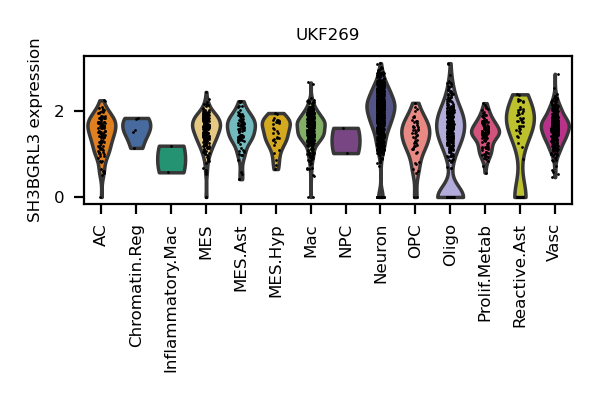 UKF269
SH3BGRL3 expression
2
0
AC
Chromatin.Reg
Inflammatory.Mac
MES
MES.Ast
MES.Hyp
Mac
NPC
Neuron
OPC
Oligo
Prolif.Metab
Reactive.Ast
Vasc